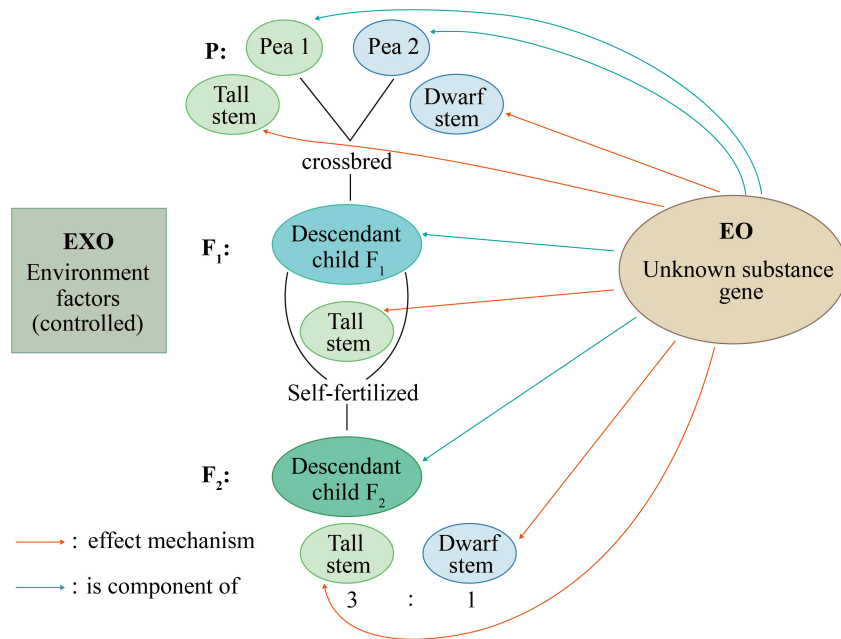 P:
Pea 1
Pea 2
Tall
stem
Dwarf
stem
crossbred
EXO
Environment
factors
(controlled)
F₁:
Descendant
child F₁
EO
Unknown substance
gene
Tall
stem
Self-fertilized
F₂:
Descendant
child F₂
: effect mechanism
: is component of
Tall
stem
Dwarf
stem
3 : 1